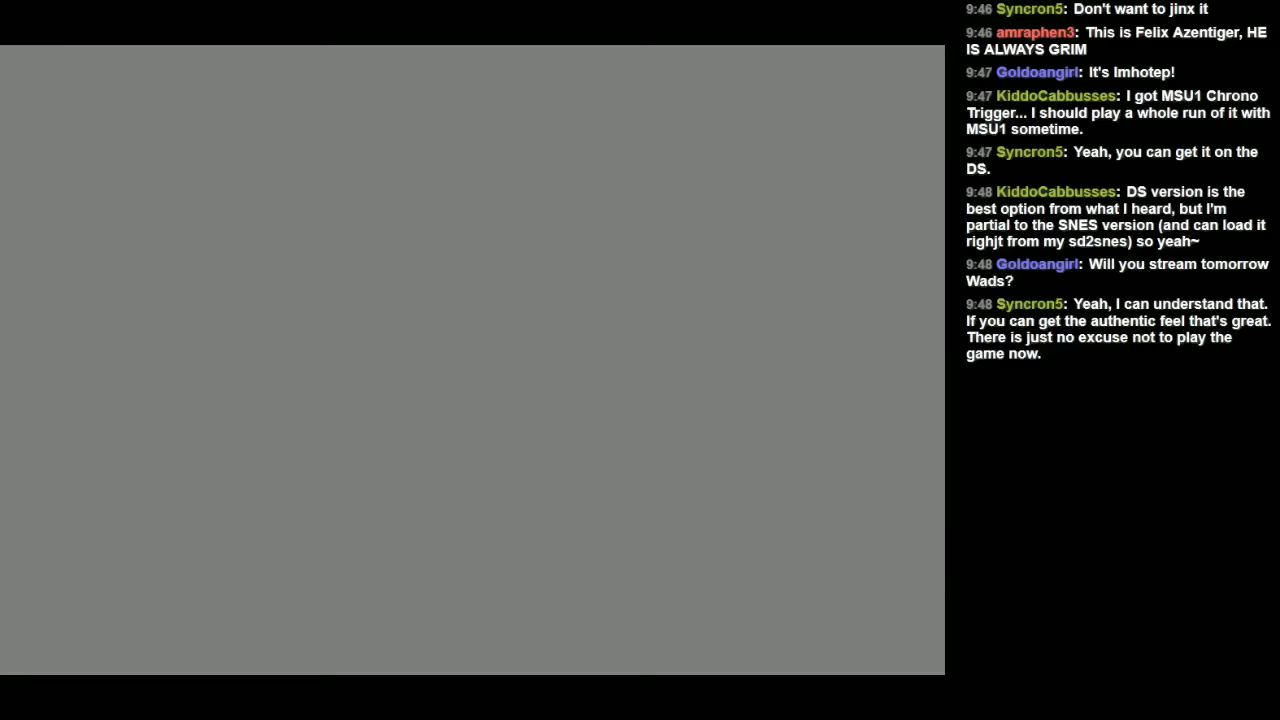 9:46 Syncron5: Don't want to jinx it
9:46 amraphen3: This is Felix Azentiger, HE
IS ALWAYS GRIM
9:47 Goldoangirl: It's Imhotep!
9:47 KiddoCabbusses: I got MSU1 Chrono
Trigger... I should play a whole run of it with
MSU1 sometime.
9:47 Syncron5: Yeah, you can get it on the
DS.
9:48 KiddoCabbusses: DS version is the
best option from what I heard, but I'm
partial to the SNES version (and can load it
righjt from my sd2snes) so yeah~
9:48 Goldoangirl: Will you stream tomorrow
Wads?
9:48 Syncron5: Yeah, I can understand that.
If you can get the authentic feel that's great.
There is just no excuse not to play the
game now.